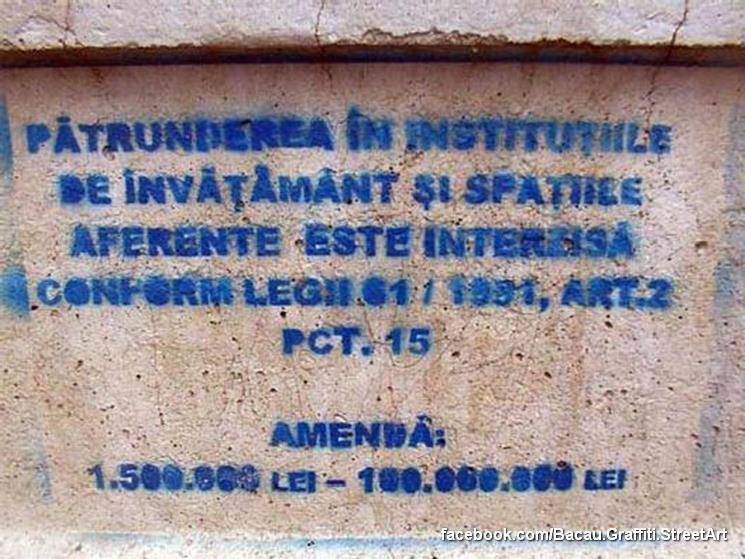 PĂTRUNDEREA ÎN INSTITUȚIILE
DE ÎNVĂȚĂMÂNT ȘI SPAȚIILE
AFERENTE ESTE INTERZISĂ
CONFORM LEGII 61 / 1991, ART.2
PCT. 15
AMENDĂ:
1.500.000 LEI – 100.000.000 LEI
facebook.com/Bacau.Graffiti.StreetArt